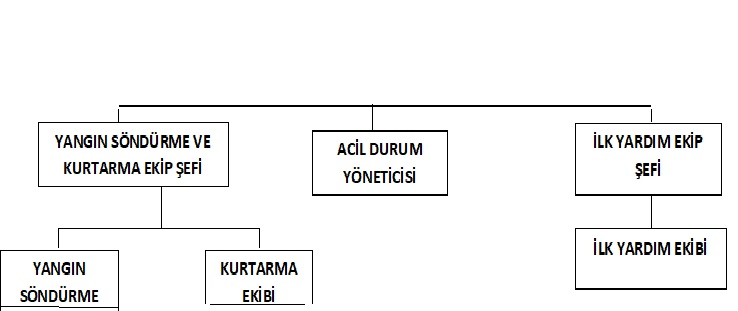 YANGIN SÖNDÜRME VE
KURTARMA EKİP ŞEFİ
ACİL DURUM
YÖNETİCİSİ
İLK YARDIM EKİP
ŞEFİ
YANGIN
SÖNDÜRME
KURTARMA
EKİBİ
İLK YARDIM EKİBİ